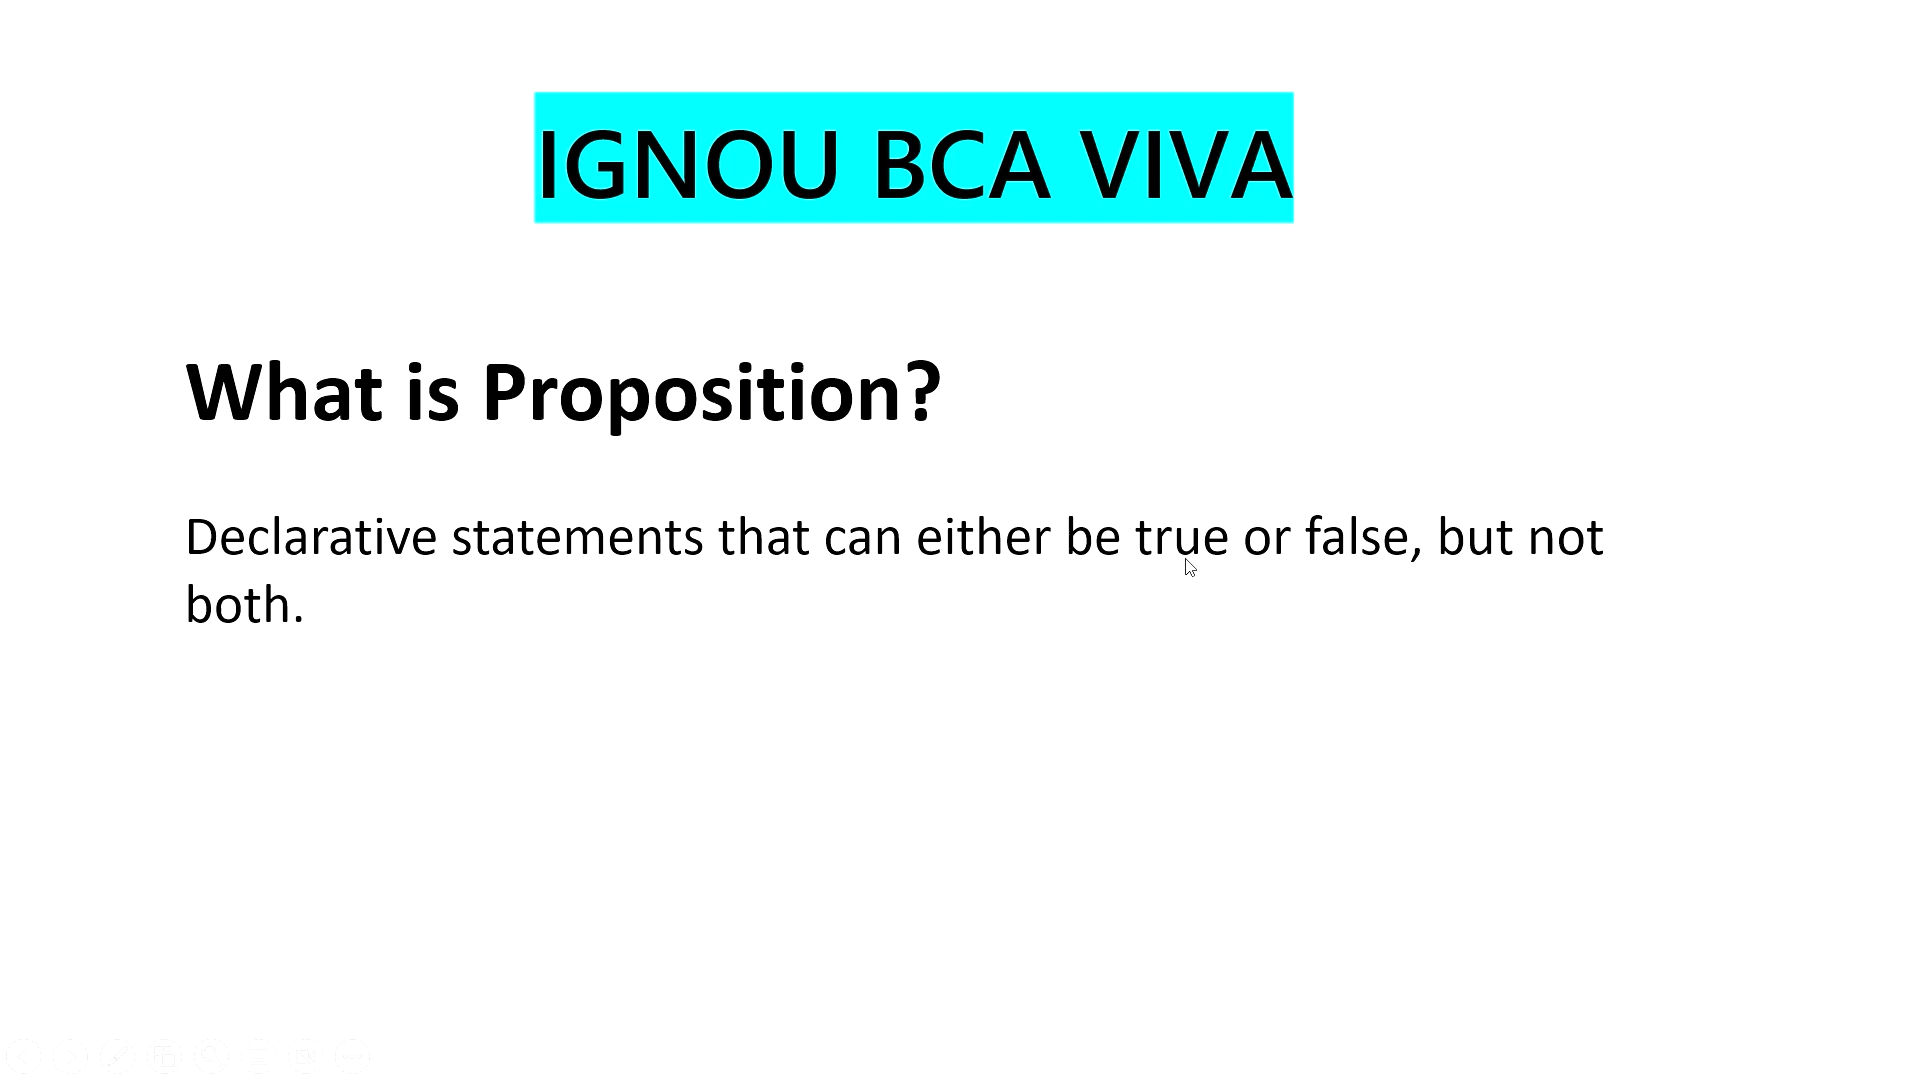 IGNOU BCA VIVA
What is Proposition?
Declarative statements that can either be true or false, but not
both.